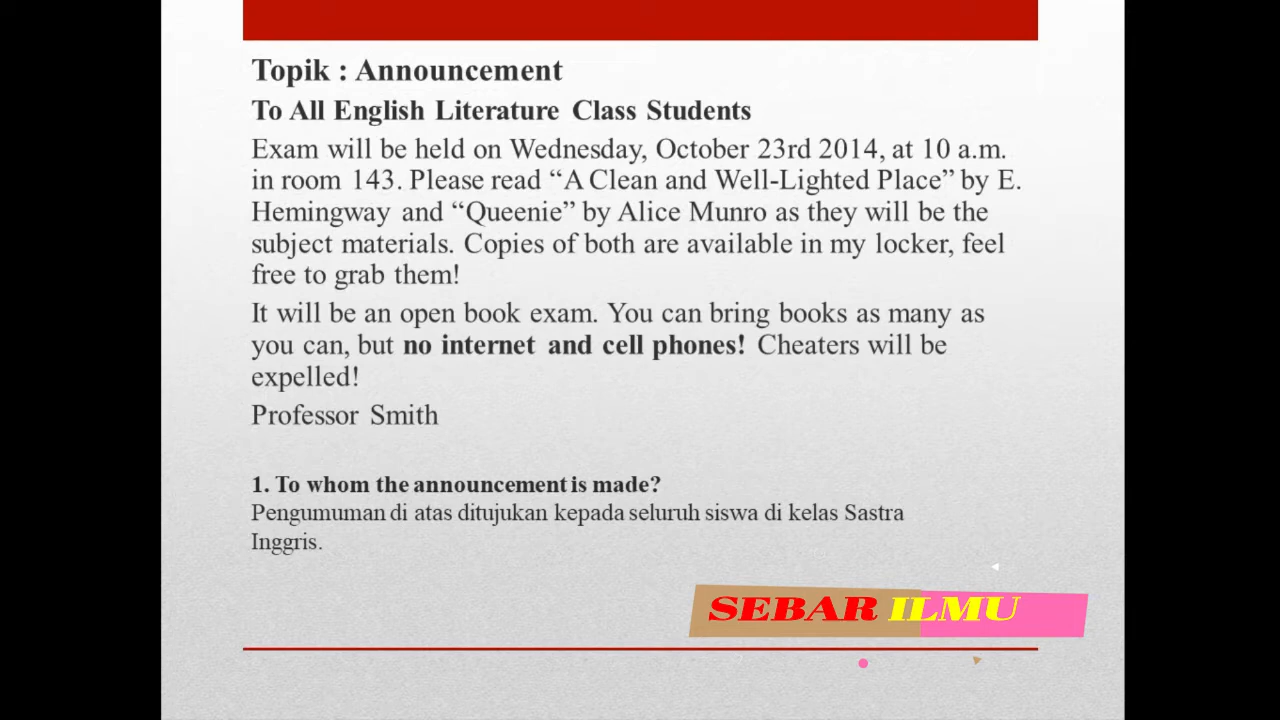 Topik : Announcement
To All English Literature Class Students
Exam will be held on Wednesday, October 23rd 2014, at 10 a.m.
in room 143. Please read “A Clean and Well-Lighted Place” by E.
Hemingway and “Queenie” by Alice Munro as they will be the
subject materials. Copies of both are available in my locker, feel
free to grab them!
It will be an open book exam. You can bring books as many as
you can, but no internet and cell phones! Cheaters will be
expelled!
Professor Smith
1. To whom the announcement is made?
Pengumuman di atas ditujukan kepada seluruh siswa di kelas Sastra
Inggris.
SEBAR ILMU